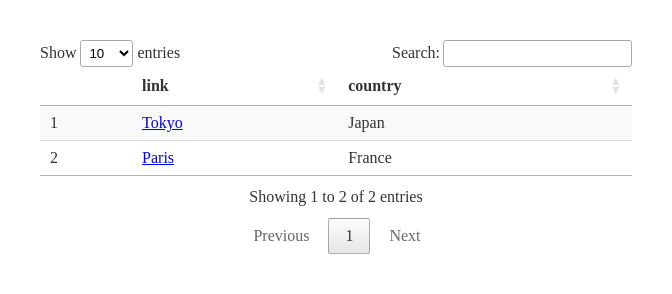 Show 10 entries Search:
link country
1 Tokyo Japan
2 Paris France
Showing 1 to 2 of 2 entries
Previous 1 Next